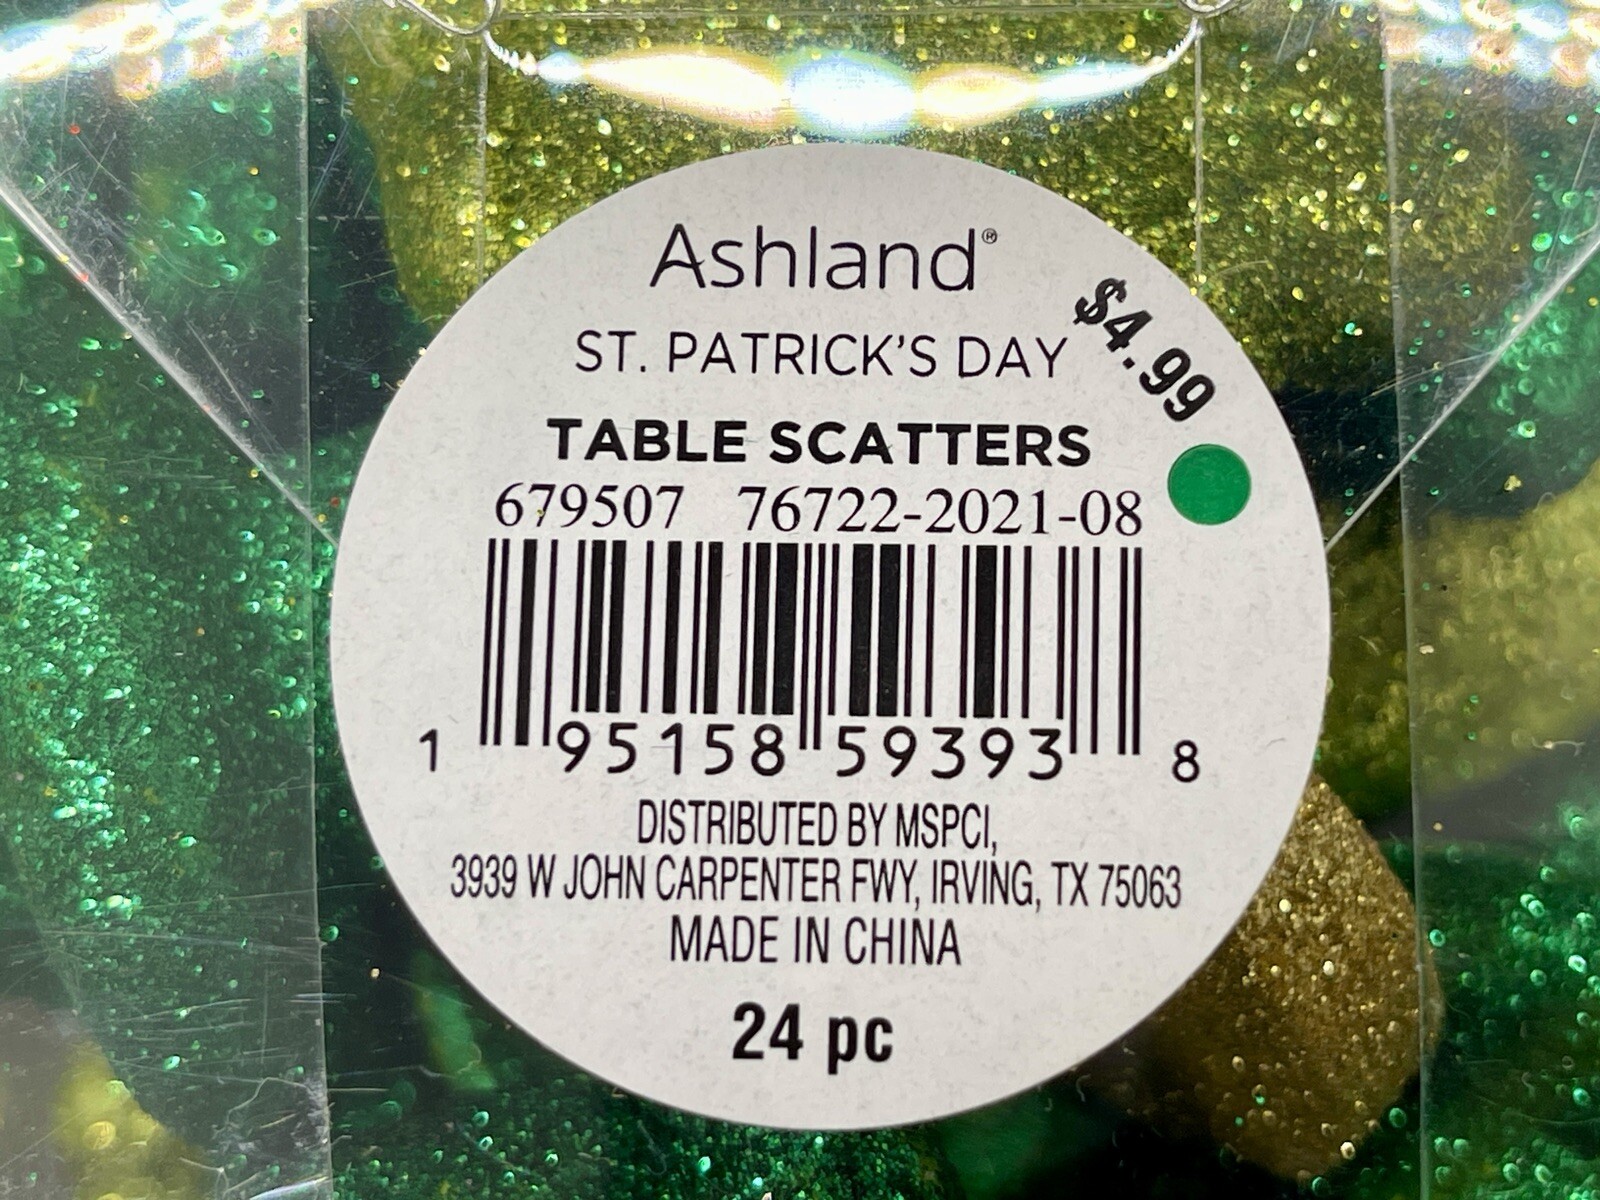 Ashland®
$4.99
ST. PATRICK'S DAY
TABLE SCATTERS
679507 76722-2021-08
1 95158 59393 8
DISTRIBUTED BY MSPCI,
3939 W JOHN CARPENTER FWY, IRVING, TX 75063
MADE IN CHINA
24 pc